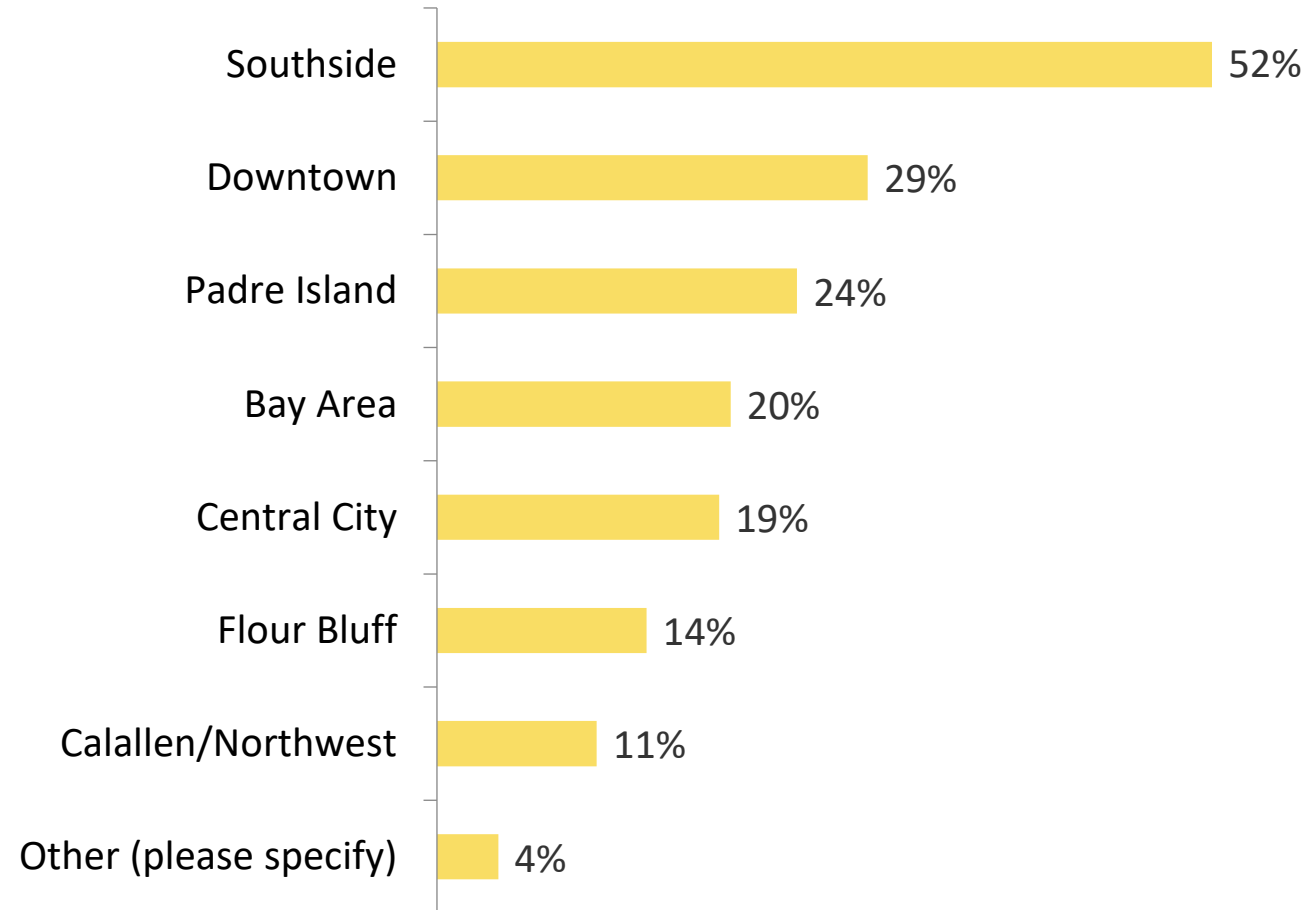 Southside 52%
Downtown 29%
Padre Island 24%
Bay Area 20%
Central City 19%
Flour Bluff 14%
Calallen/Northwest 11%
Other (please specify) 4%